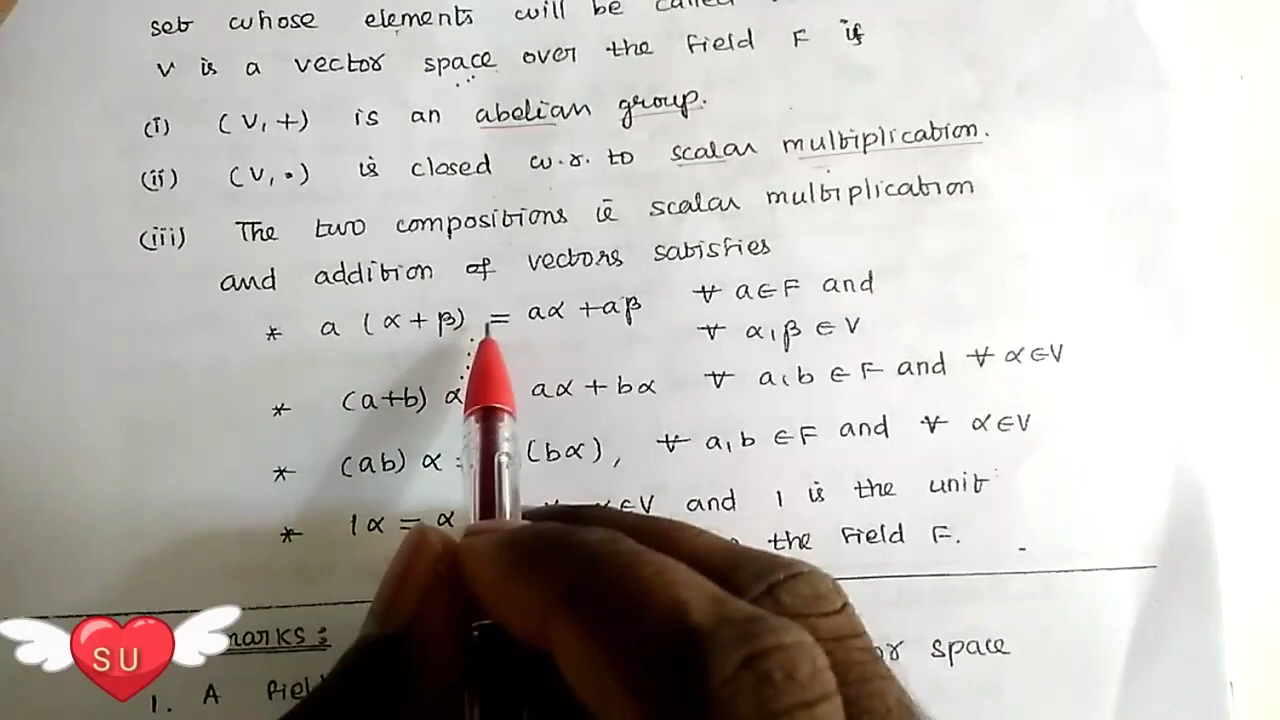 set whose elements will be called
V is a vector space over the field F if
(i) (V, +) is an abelian group.
(ii) (V, •) is closed w.r. to scalar multiplication.
(iii) The two compositions ie scalar multiplication
and addition of vectors satisfies
* a (α + β) = aα + aβ ∀ a ∈ F and
∀ α, β ∈ V
* (a+b) α aα + bα ∀ a, b ∈ F and ∀ α ∈ V
* (ab) α = (bα), ∀ a, b ∈ F and ∀ α ∈ V
* 1α = α ∈ V and 1 is the unit
the field F.
space
1. A
SU